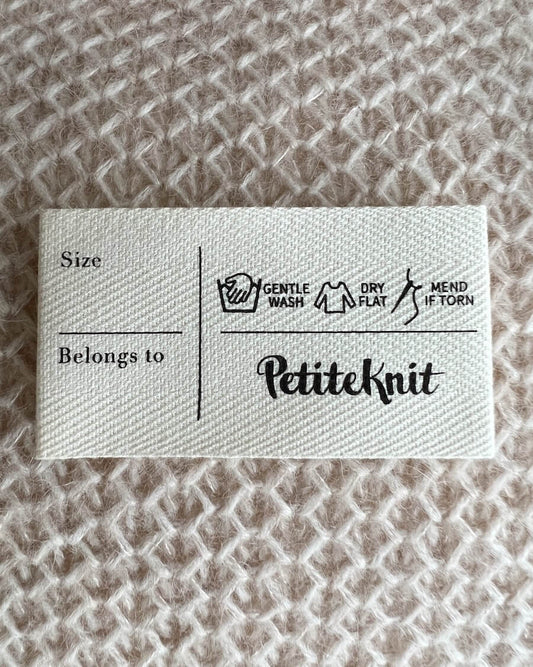 Size
Belongs to
GENTLE
WASH
DRY
FLAT
MEND
IF TORN
PetiteKnit